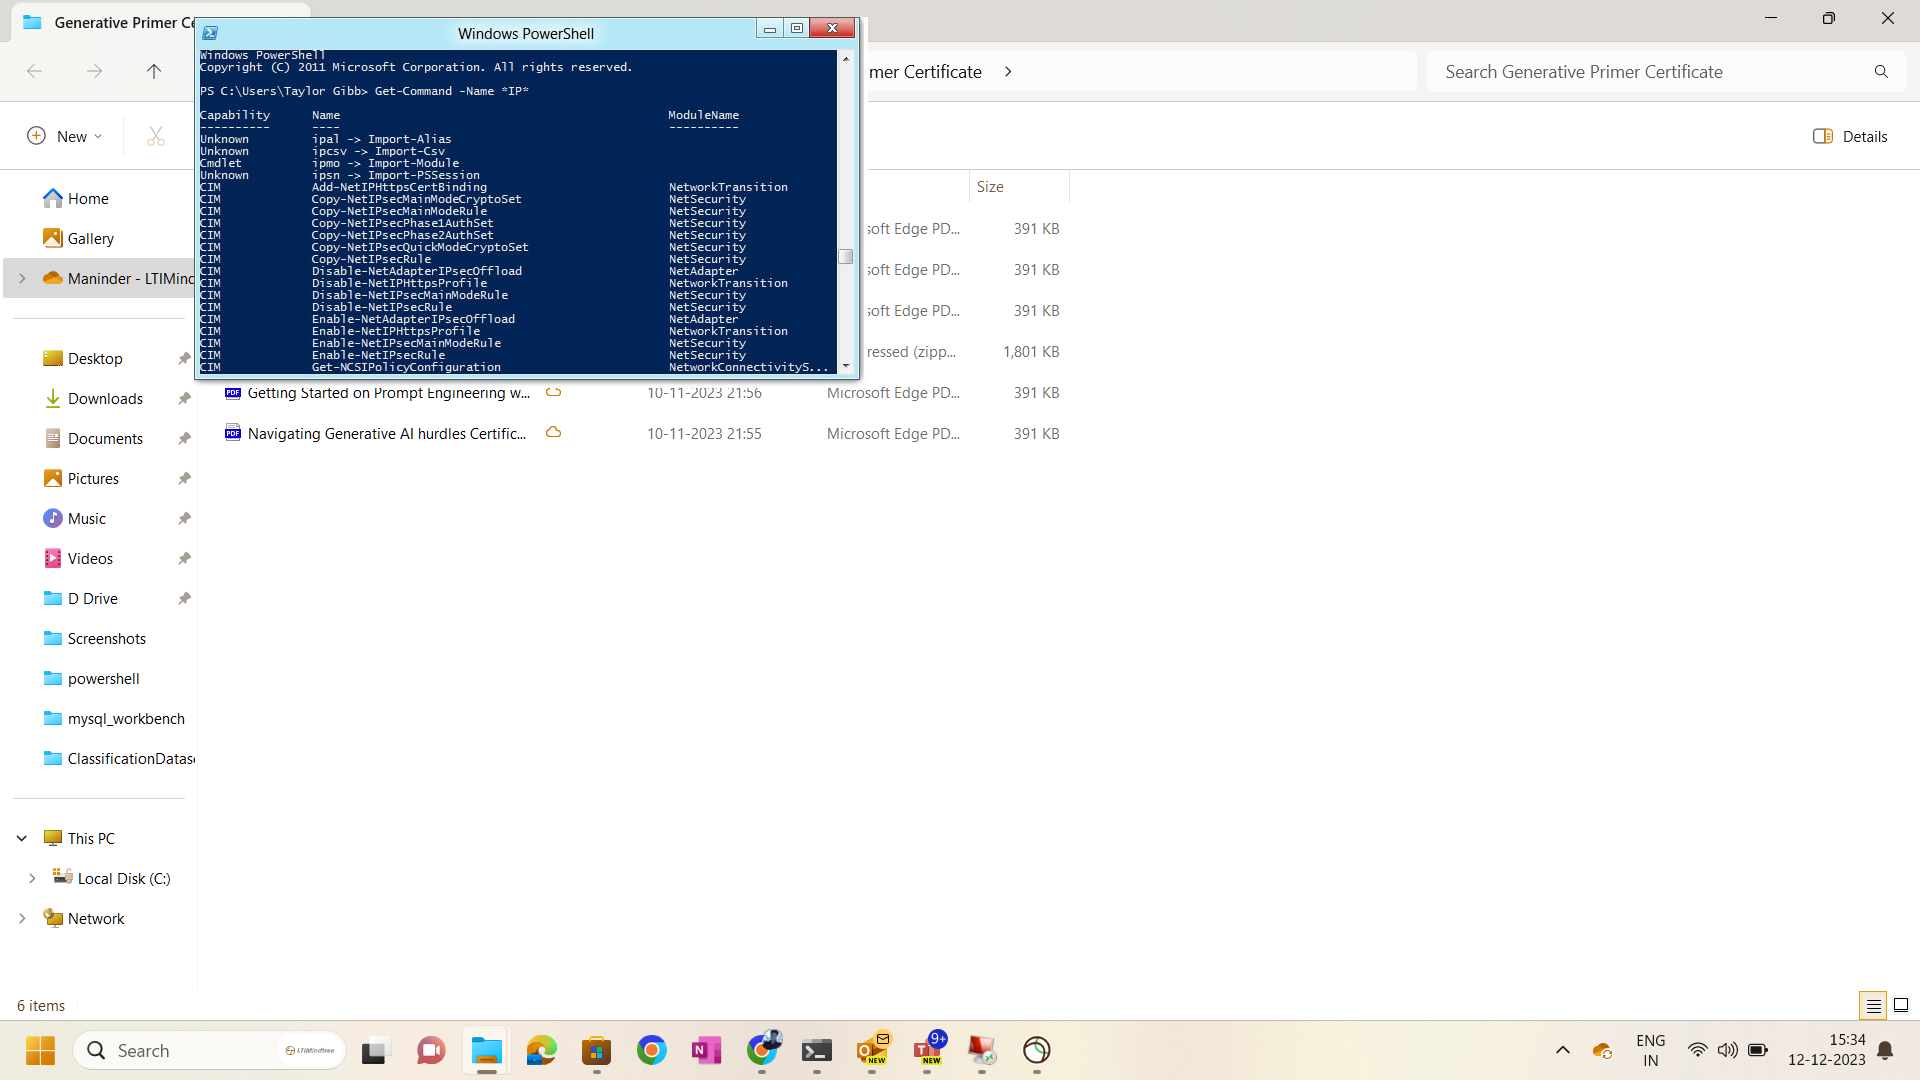 Generative Primer Ce
Windows PowerShell
Windows PowerShell
Copyright (C) 2011 Microsoft Corporation. All rights reserved.
PS C:\Users\Taylor Gibb> Get-Command -Name *IP*
Capability Name ModuleName
---------- ---- ----------
Unknown ipal -> Import-Alias
Unknown ipcsv -> Import-Csv
Cmdlet ipmo -> Import-Module
Unknown ipsn -> Import-PSSession
CIM Add-NetIPHttpsCertBinding NetworkTransition
CIM Copy-NetIPsecMainModeCryptoSet NetSecurity
CIM Copy-NetIPsecMainModeRule NetSecurity
CIM Copy-NetIPsecPhase1AuthSet NetSecurity
CIM Copy-NetIPsecPhase2AuthSet NetSecurity
CIM Copy-NetIPsecQuickModeCryptoSet NetSecurity
CIM Copy-NetIPsecRule NetSecurity
CIM Disable-NetAdapterIPsecOffload NetAdapter
CIM Disable-NetIPHttpsProfile NetworkTransition
CIM Disable-NetIPsecMainModeRule NetSecurity
CIM Disable-NetIPsecRule NetSecurity
CIM Enable-NetAdapterIPsecOffload NetAdapter
CIM Enable-NetIPHttpsProfile NetworkTransition
CIM Enable-NetIPsecMainModeRule NetSecurity
CIM Enable-NetIPsecRule NetSecurity
CIM Get-NCSIPolicyConfiguration NetworkConnectivityS...
mer Certificate
Search Generative Primer Certificate
New
Details
Size
soft Edge PD... 391 KB
soft Edge PD... 391 KB
soft Edge PD... 391 KB
ressed (zipp... 1,801 KB
PDF Getting Started on Prompt Engineering w... 10-11-2023 21:56 Microsoft Edge PD... 391 KB
PDF Navigating Generative AI hurdles Certific... 10-11-2023 21:55 Microsoft Edge PD... 391 KB
Home
Gallery
Maninder - LTIMind
Desktop
Downloads
Documents
Pictures
Music
Videos
D Drive
Screenshots
powershell
mysql_workbench
ClassificationDatase
This PC
Local Disk (C:)
Network
6 items
Search
LTIMindtree
NEW
9+
NEW
ENG
IN
15:34
12-12-2023